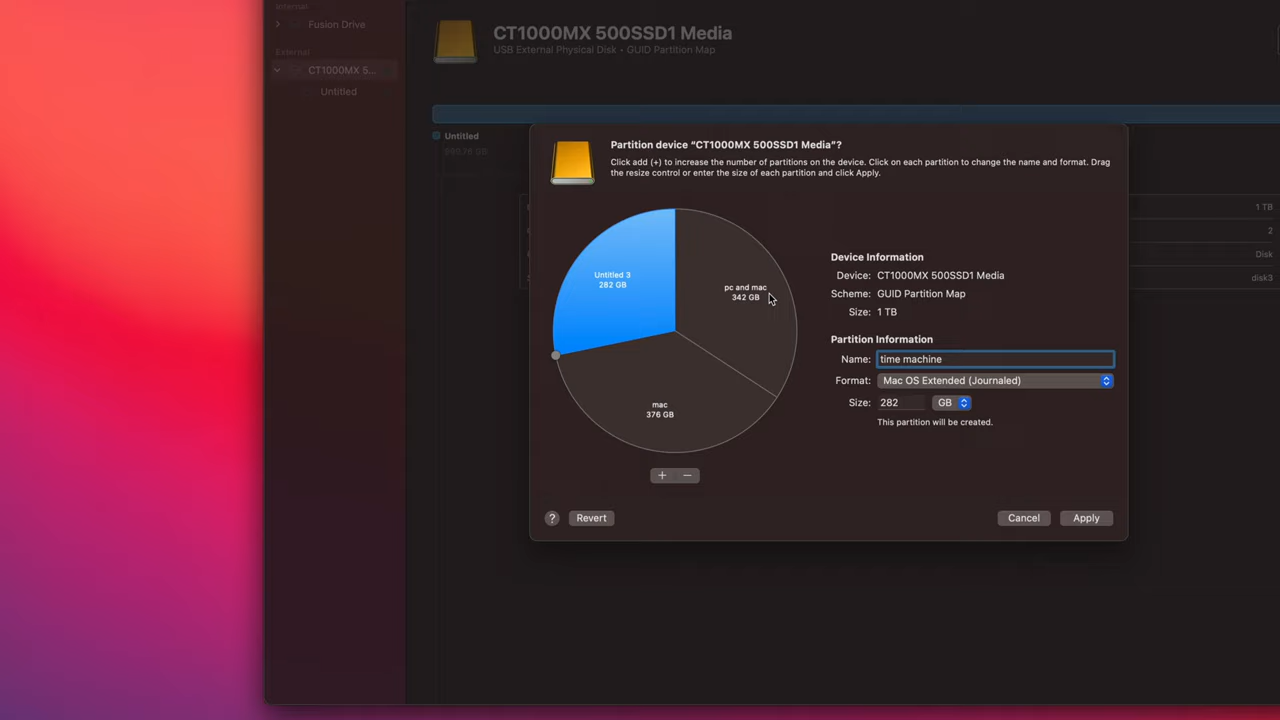 Internal
Fusion Drive
External
CT1000MX 5...
Untitled
CT1000MX 500SSD1 Media
USB External Physical Disk • GUID Partition Map
Untitled
1 TB
2
Disk
disk3
Partition device “CT1000MX 500SSD1 Media”?
Click add (+) to increase the number of partitions on the device. Click on each partition to change the name and format. Drag
the resize control or enter the size of each partition and click Apply.
Untitled 3
282 GB
pc and mac
342 GB
mac
376 GB
+ −
Device Information
Device: CT1000MX 500SSD1 Media
Scheme: GUID Partition Map
Size: 1 TB
Partition Information
Name: time machine
Format: Mac OS Extended (Journaled)
Size: 282 GB
This partition will be created.
? Revert
Cancel Apply